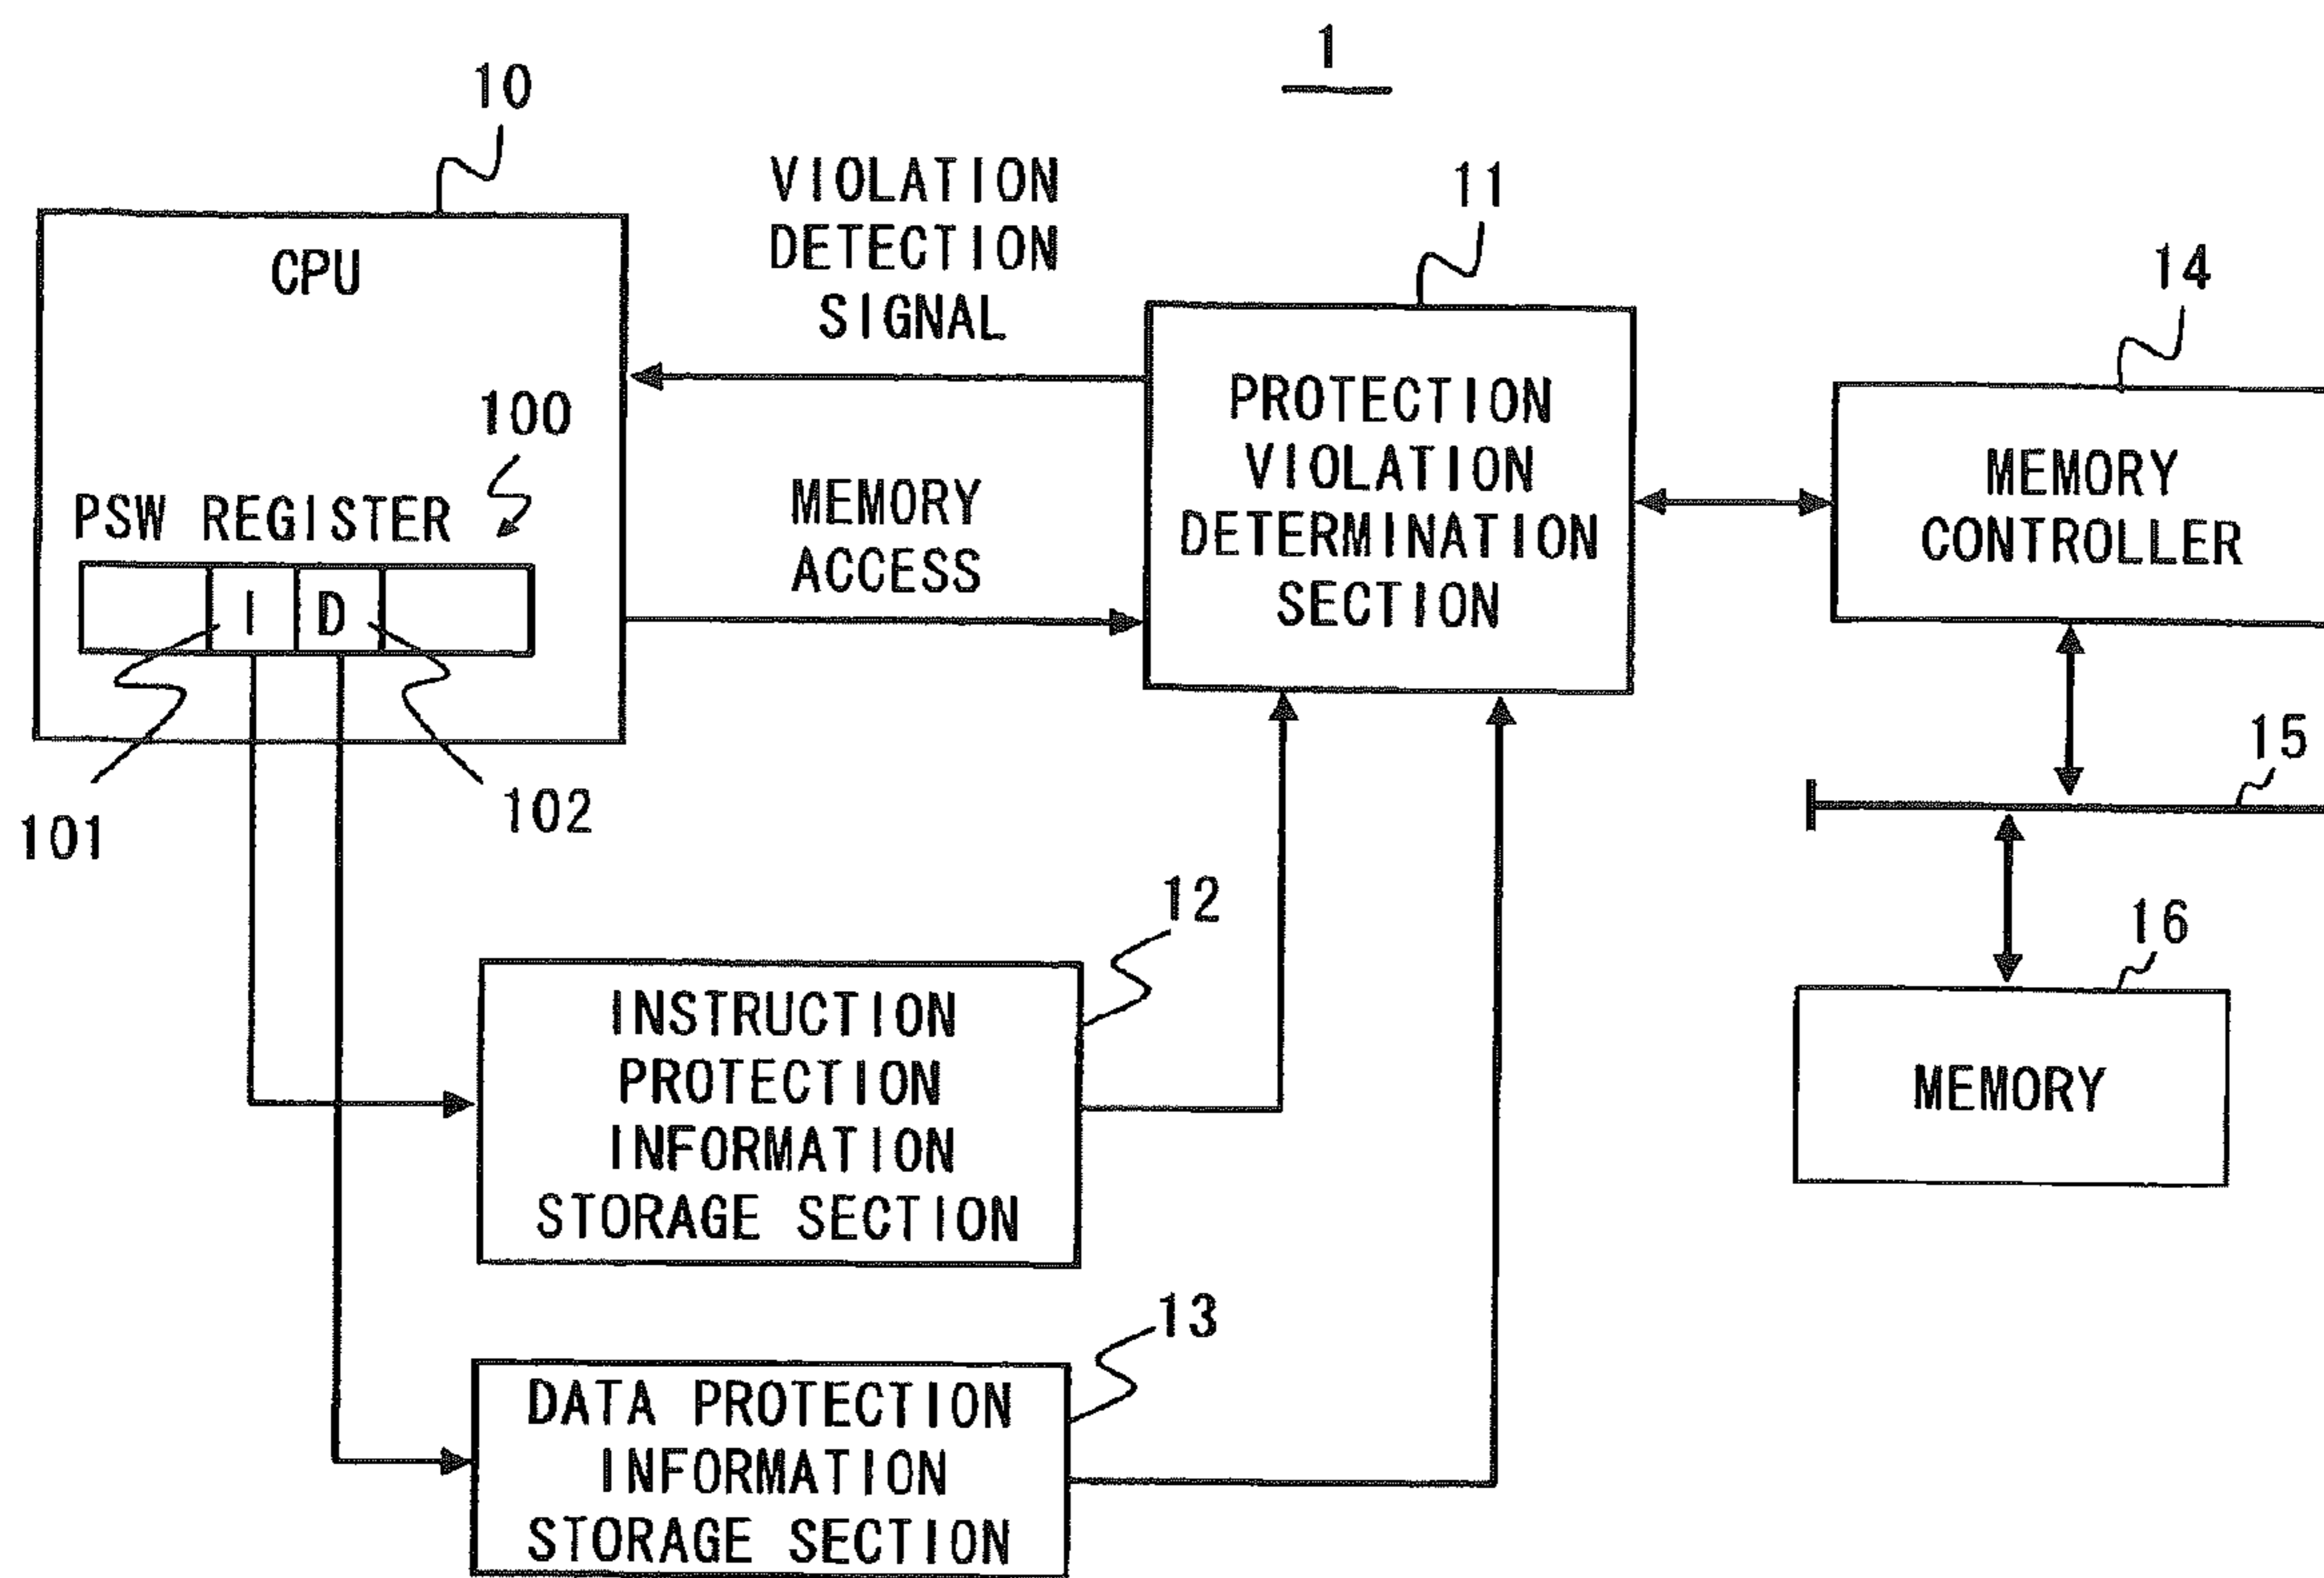 1
10
CPU
VIOLATION
DETECTION
SIGNAL
11
14
100
PSW REGISTER
I
D
MEMORY
ACCESS
PROTECTION
VIOLATION
DETERMINATION
SECTION
MEMORY
CONTROLLER
101
102
15
12
16
INSTRUCTION
PROTECTION
INFORMATION
STORAGE SECTION
MEMORY
13
DATA PROTECTION
INFORMATION
STORAGE SECTION